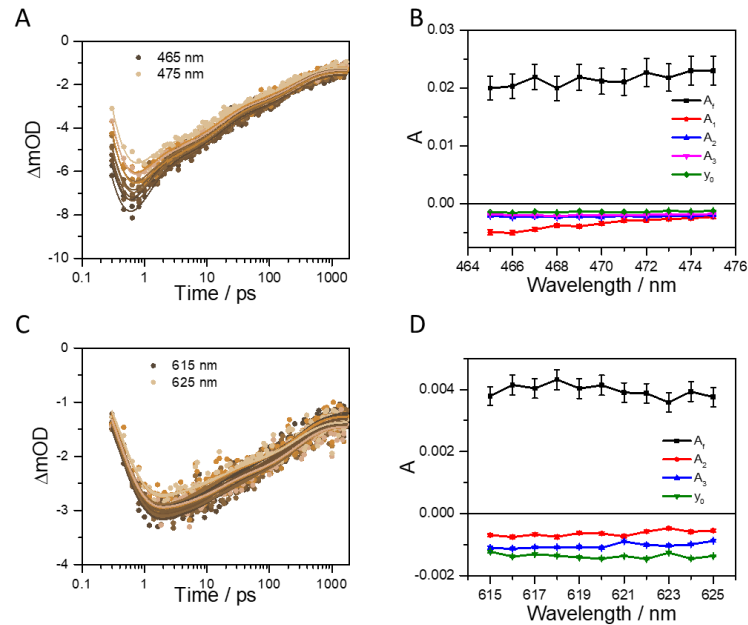 A
0
-2
-4
-6
-8
-10
ΔmOD
465 nm
475 nm
0.1
1
10
100
1000
Time / ps
B
0.03
0.02
0.01
0.00
A
Af
A1
A2
A3
y0
464
466
468
470
472
474
476
Wavelength / nm
C
0
-1
-2
-3
-4
ΔmOD
615 nm
625 nm
0.1
1
10
100
1000
Time / ps
D
0.004
0.002
0.000
-0.002
A
Af
A2
A3
y0
615
617
619
621
623
625
Wavelength / nm